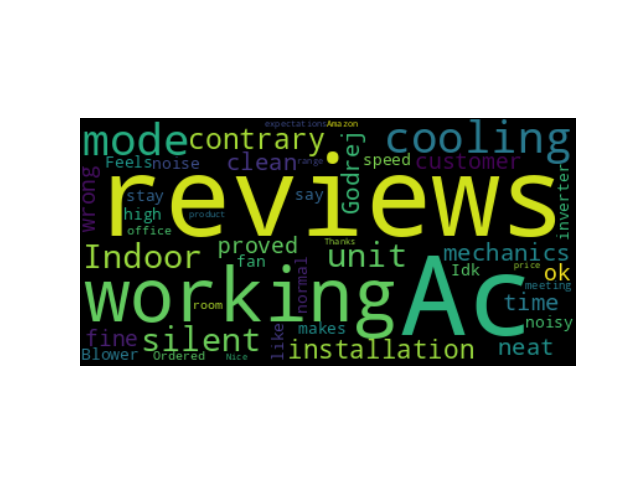 expectations Amazon
mode contrary Godrej cooling
Feels noise clean range speed customer
wrong reviews inverter
stay say
high product
office
Indoor proved Thanks unit mechanics
fan Idk price ok
working normal Ac meeting
room time
noisy
fine silent like makes
installation neat
Blower Ordered Nice